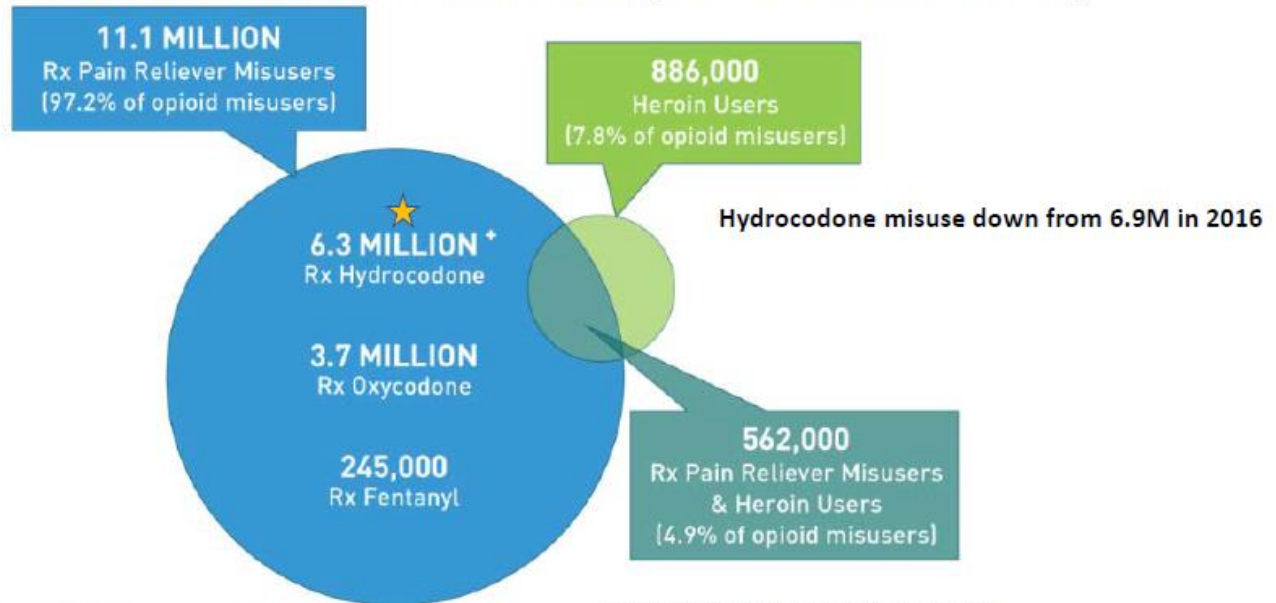 11.1 MILLION
Rx Pain Reliever Misusers
(97.2% of opioid misusers)
886,000
Heroin Users
(7.8% of opioid misusers)
Hydrocodone misuse down from 6.9M in 2016
6.3 MILLION +
Rx Hydrocodone
3.7 MILLION
Rx Oxycodone
245,000
Rx Fentanyl
562,000
Rx Pain Reliever Misusers
& Heroin Users
(4.9% of opioid misusers)